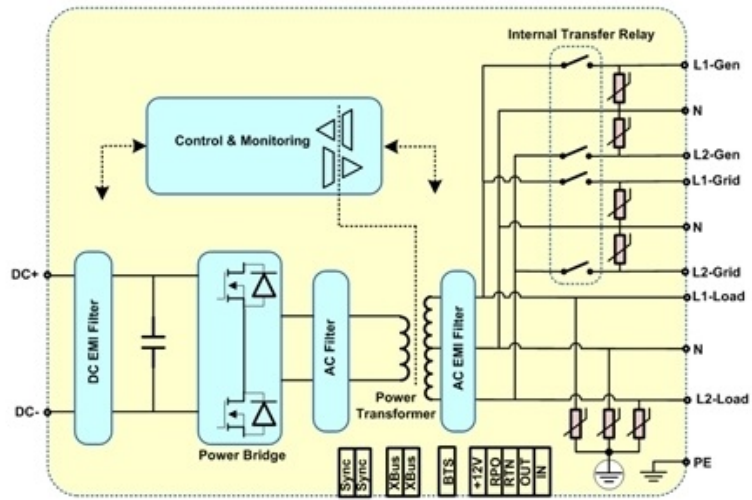 Internal Transfer Relay
L1-Gen
N
L2-Gen
L1-Grid
N
L2-Grid
L1-Load
N
L2-Load
PE
Control & Monitoring
DC+
DC-
DC EMI Filter
Power Bridge
AC Filter
Power
Transformer
AC EMI Filter
Sync
Sync
XBus
XBus
BTS
+12V
RPO
RTN
OUT
IN